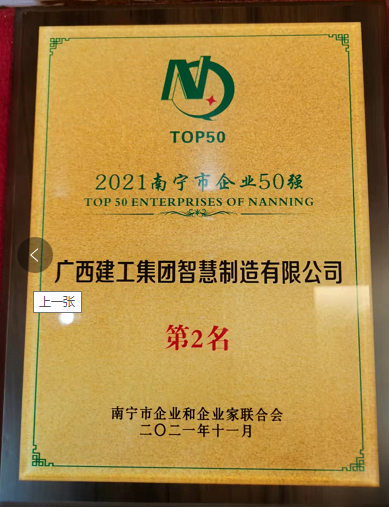 TOP50
2021南宁市企业50强
TOP 50 ENTERPRISES OF NANNING
广西建工集团智慧制造有限公司
上一张
第2名
南宁市企业和企业家联合会
二〇二一年十一月